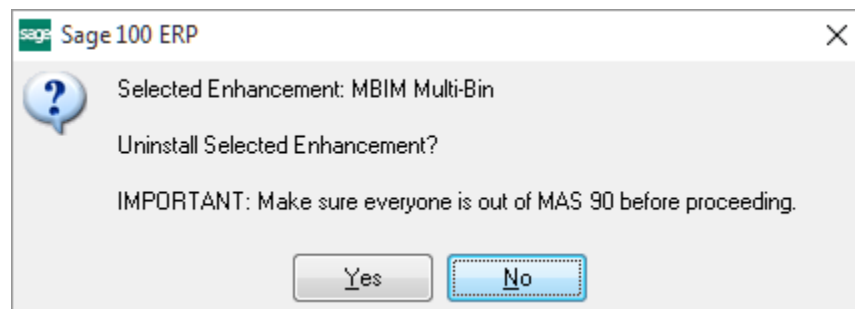 sage Sage 100 ERP
Selected Enhancement: MBIM Multi-Bin
Uninstall Selected Enhancement?
IMPORTANT: Make sure everyone is out of MAS 90 before proceeding.
Yes No